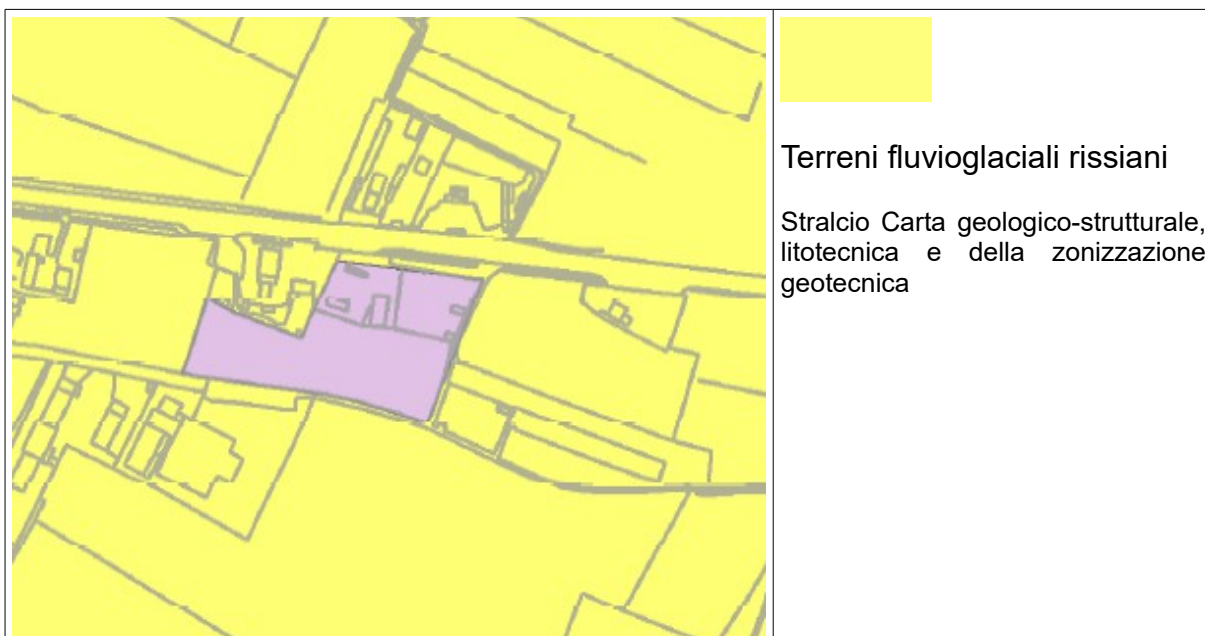 Terreni fluvioglaciali rissiani
Stralcio Carta geologico-strutturale,
litotecnica e della zonizzazione
geotecnica